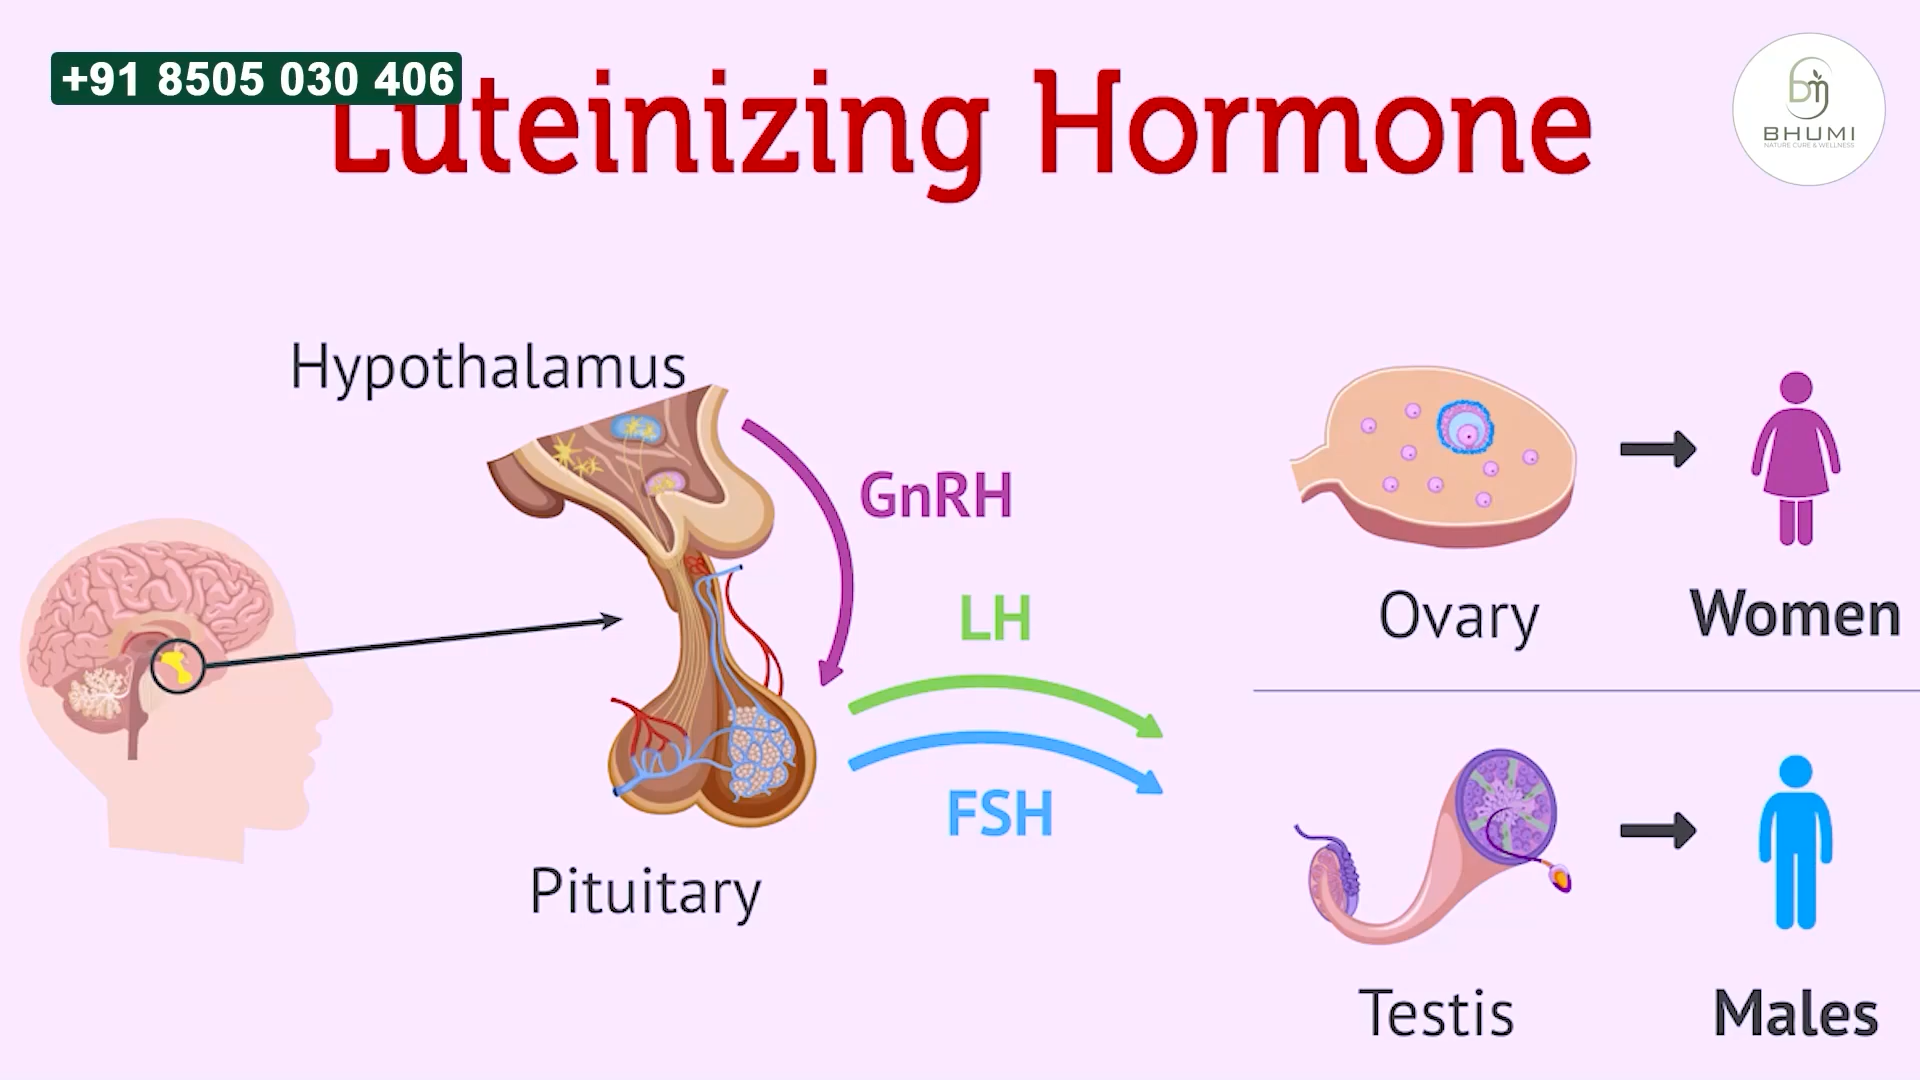 +91 8505 030 406
Luteinizing Hormone
BHUMI
NATURE CURE & WELLNESS
Hypothalamus
GnRH
LH
FSH
Pituitary
Ovary
Women
Testis
Males